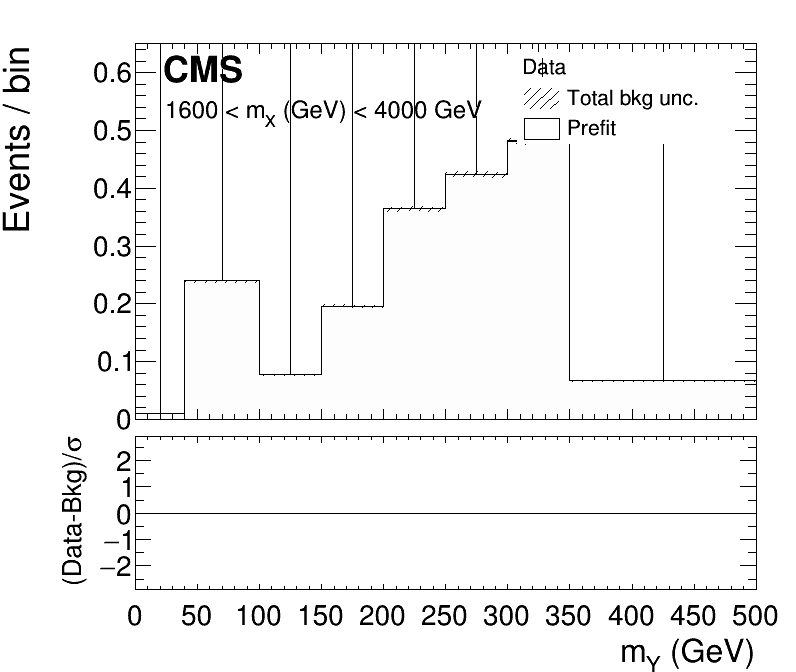 CMS
1600 < mX (GeV) < 4000 GeV
Data
Total bkg unc.
Prefit
Events / bin
0.6
0.5
0.4
0.3
0.2
0.1
0
(Data-Bkg)/σ
2
1
0
−1
−2
0 50 100 150 200 250 300 350 400 450 500
mY (GeV)